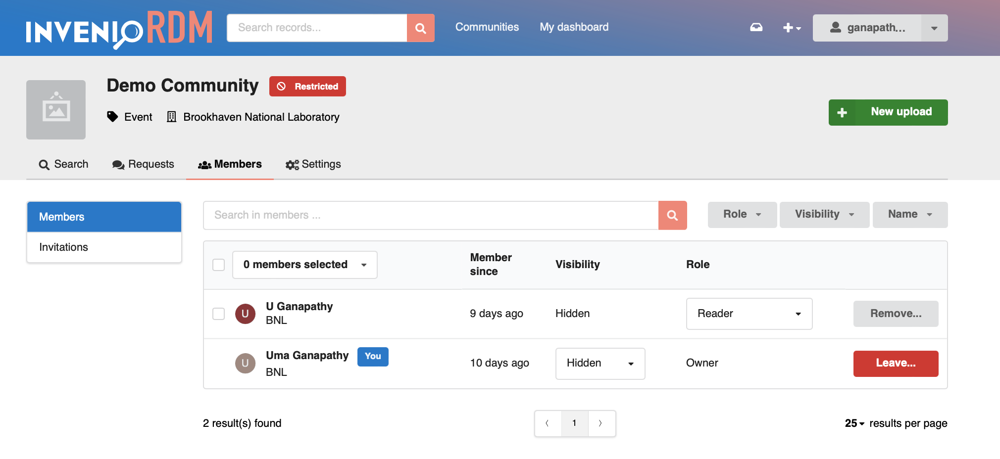 INVENIO RDM
Search records...
Communities
My dashboard
ganapath...
Demo Community
Restricted
Event
Brookhaven National Laboratory
New upload
Search
Requests
Members
Settings
Members
Invitations
Search in members ...
Role
Visibility
Name
0 members selected
Member
since
Visibility
Role
U
U Ganapathy
BNL
9 days ago
Hidden
Reader
Remove...
U
Uma Ganapathy
You
BNL
10 days ago
Hidden
Owner
Leave...
2 result(s) found
1
25 results per page